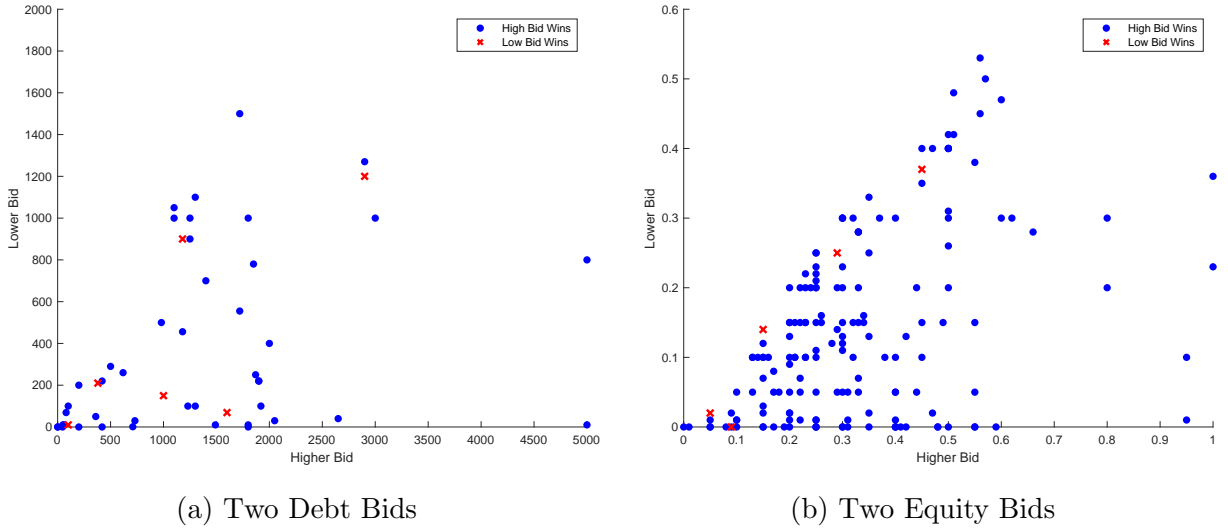 2000
1800
1600
1400
1200
1000
800
600
400
200
0
Lower Bid
0 500 1000 1500 2000 2500 3000 3500 4000 4500 5000
Higher Bid
High Bid Wins
Low Bid Wins
(a) Two Debt Bids
0.6
0.5
0.4
0.3
0.2
0.1
0
Lower Bid
0 0.1 0.2 0.3 0.4 0.5 0.6 0.7 0.8 0.9 1
Higher Bid
High Bid Wins
Low Bid Wins
(b) Two Equity Bids